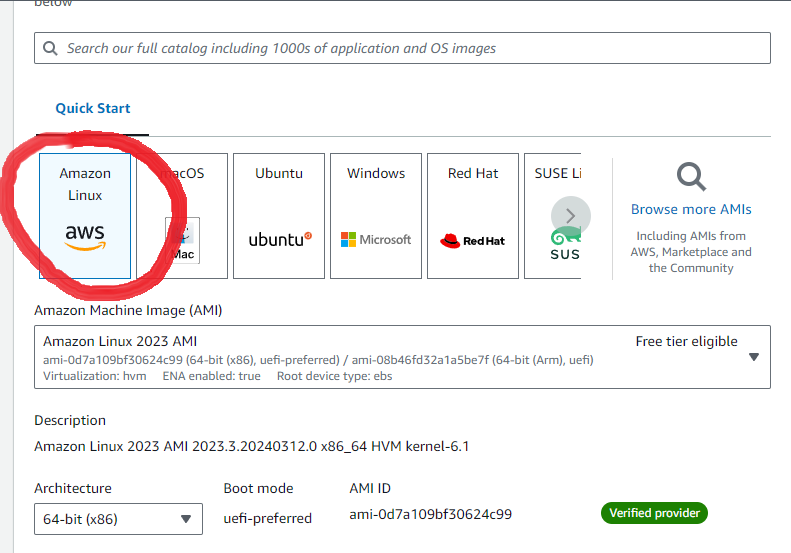 below
Search our full catalog including 1000s of application and OS images
Quick Start
Amazon
Linux
aws
macOS
Mac
Ubuntu
ubuntu
Windows
Microsoft
Red Hat
Red Hat
SUSE Li
SUS
Browse more AMIs
Including AMIs from
AWS, Marketplace and
the Community
Amazon Machine Image (AMI)
Amazon Linux 2023 AMI
Free tier eligible
ami-0d7a109bf30624c99 (64-bit (x86), uefi-preferred) / ami-08b46fd32a1a5be7f (64-bit (Arm), uefi)
Virtualization: hvm ENA enabled: true Root device type: ebs
Description
Amazon Linux 2023 AMI 2023.3.20240312.0 x86_64 HVM kernel-6.1
Architecture
Boot mode
AMI ID
64-bit (x86)
uefi-preferred
ami-0d7a109bf30624c99
Verified provider